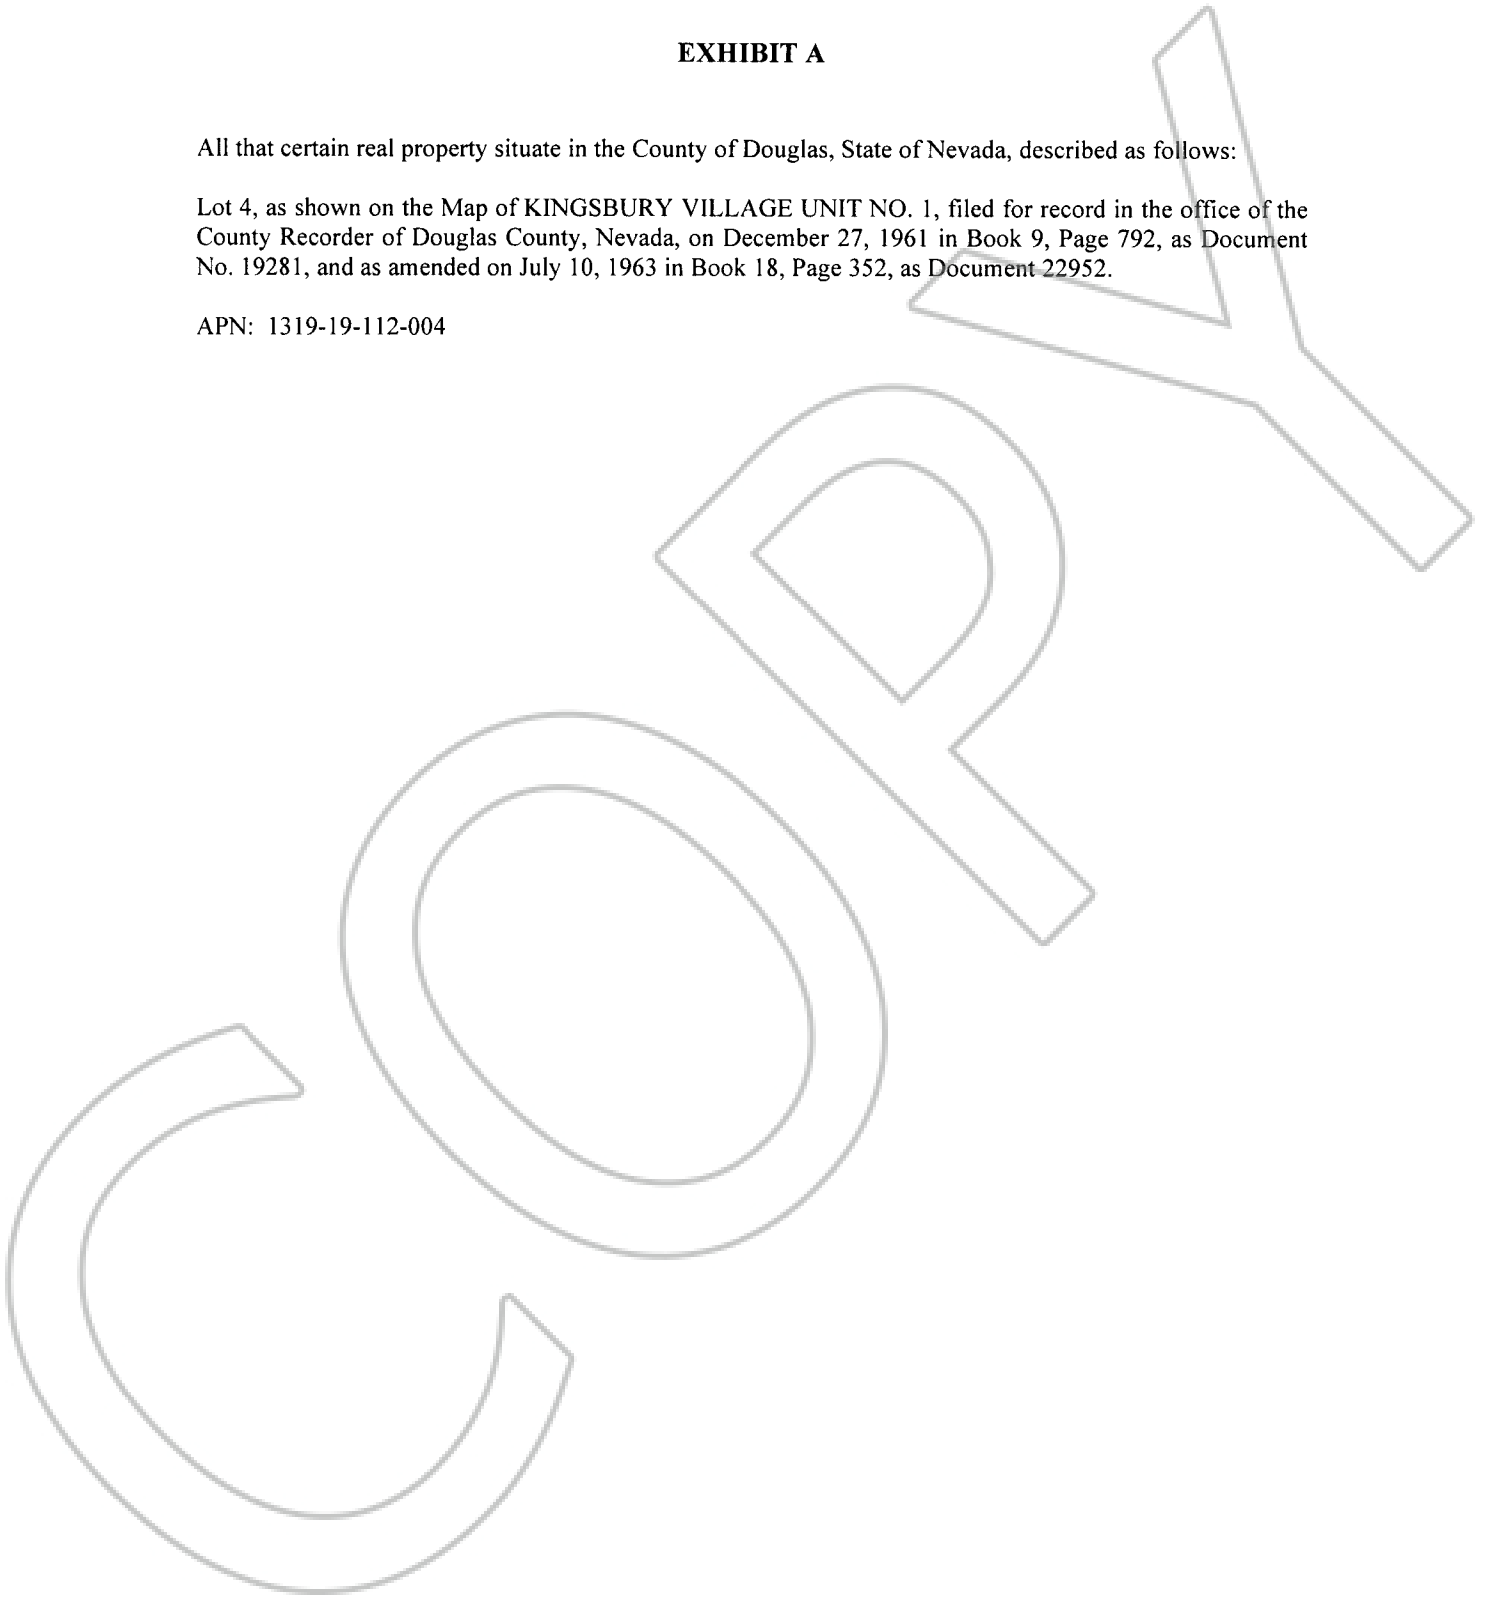 EXHIBIT A
All that certain real property situate in the County of Douglas, State of Nevada, described as follows:
Lot 4, as shown on the Map of KINGSBURY VILLAGE UNIT NO. 1, filed for record in the office of the
County Recorder of Douglas County, Nevada, on December 27, 1961 in Book 9, Page 792, as Document
No. 19281, and as amended on July 10, 1963 in Book 18, Page 352, as Document 22952.
APN: 1319-19-112-004
COPY